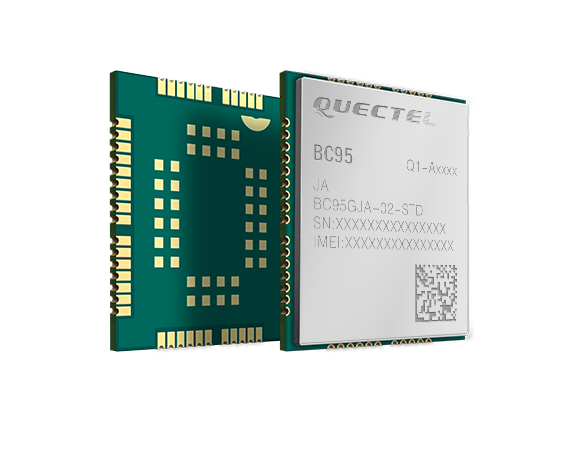 QUECTEL
BC95 Q1-Axxxx
JA
BC95GJA-02-STD
SN:XXXXXXXXXXXXXXX
IMEI:XXXXXXXXXXXXXXX